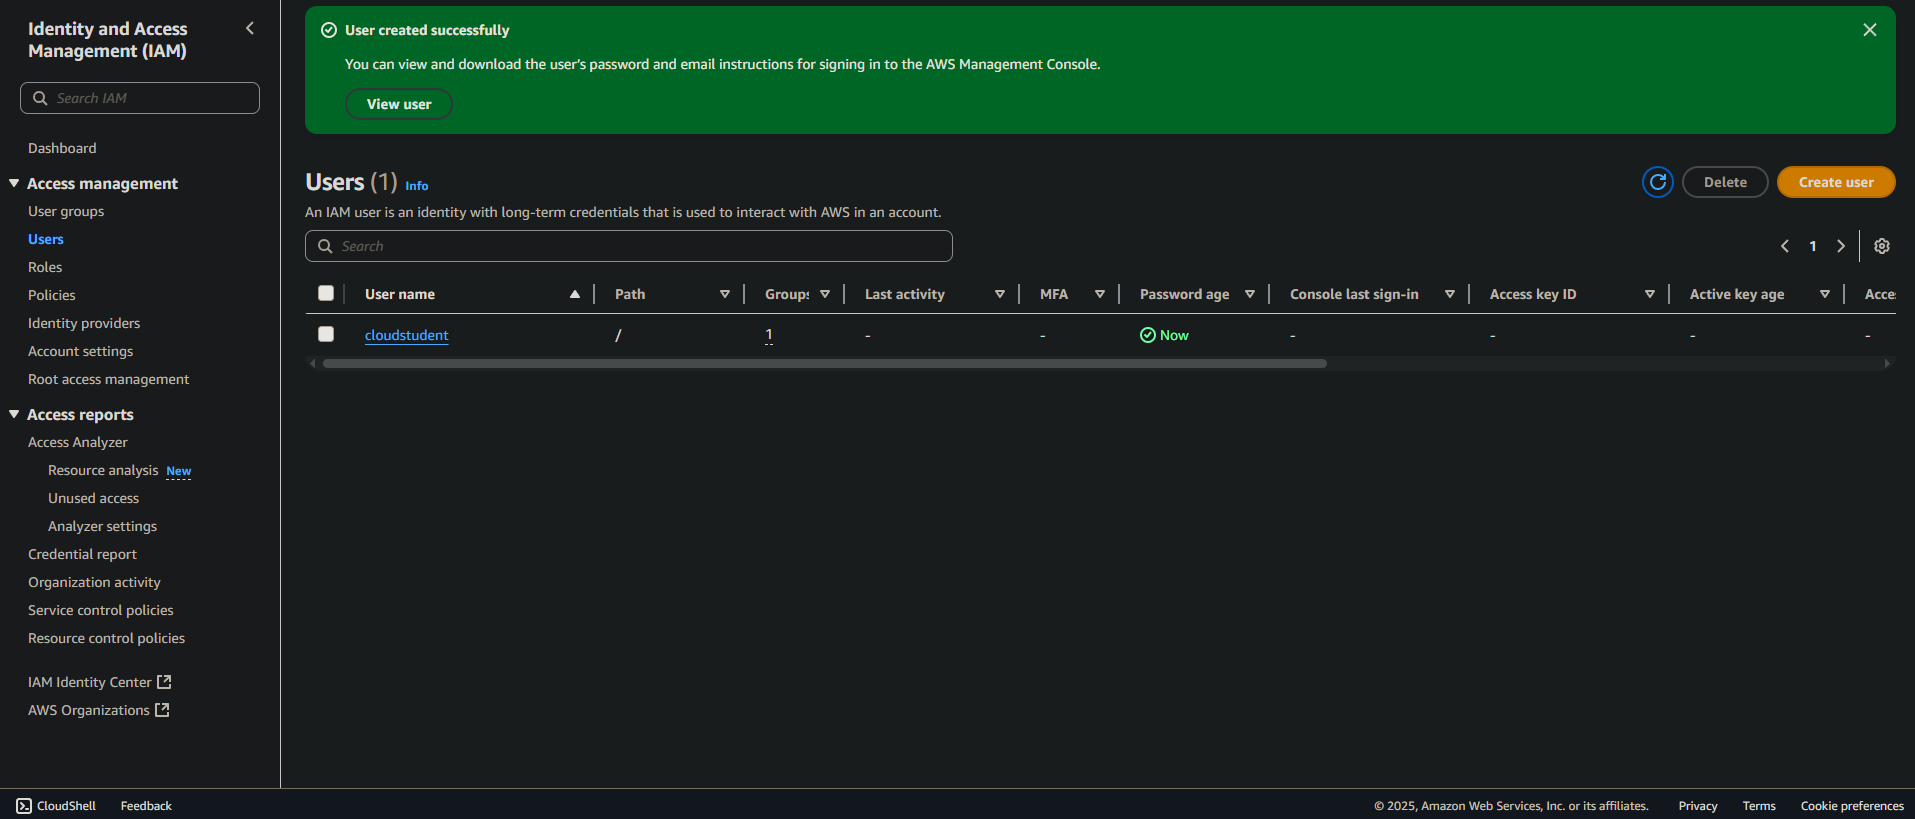 Identity and Access
Management (IAM)
Search IAM
Dashboard
Access management
User groups
Users
Roles
Policies
Identity providers
Account settings
Root access management
Access reports
Access Analyzer
Resource analysis New
Unused access
Analyzer settings
Credential report
Organization activity
Service control policies
Resource control policies
IAM Identity Center
AWS Organizations
User created successfully
You can view and download the user's password and email instructions for signing in to the AWS Management Console.
View user
Users (1) Info
Delete
Create user
An IAM user is an identity with long-term credentials that is used to interact with AWS in an account.
Search
1
User name Path Groups Last activity MFA Password age Console last sign-in Access key ID Active key age Acces
cloudstudent / 1 - - Now - - - -
CloudShell Feedback © 2025, Amazon Web Services, Inc. or its affiliates. Privacy Terms Cookie preferences